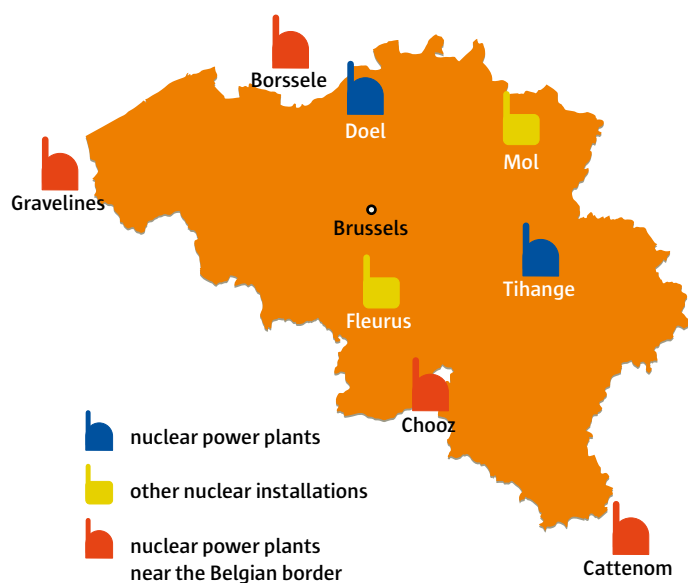 Borssele
Doel
Mol
Gravelines
Brussels
Tihange
Fleurus
Chooz
nuclear power plants
other nuclear installations
nuclear power plants
near the Belgian border
Cattenom